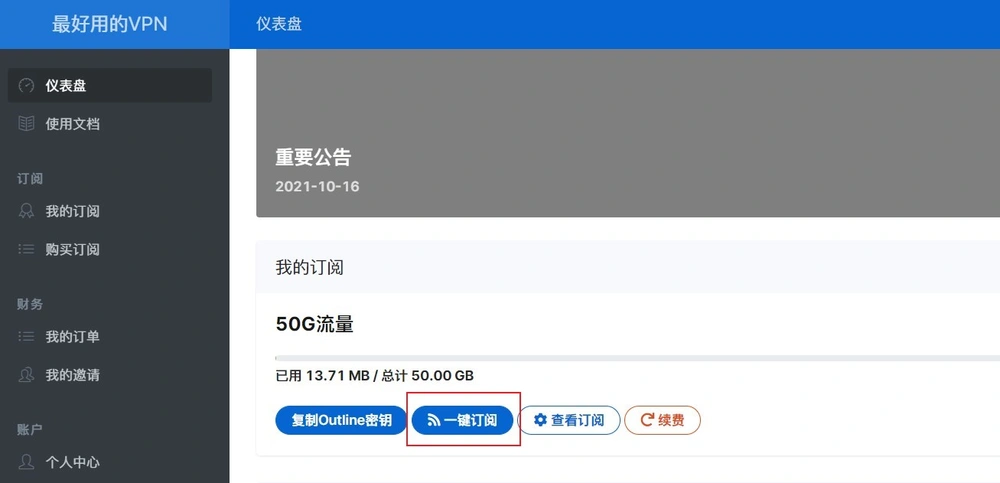 最好用的VPN
仪表盘
仪表盘
使用文档
订阅
我的订阅
购买订阅
财务
我的订单
我的邀请
账户
个人中心
重要公告
2021-10-16
我的订阅
50G流量
已用 13.71 MB / 总计 50.00 GB
复制Outline密钥 一键订阅 查看订阅 续费